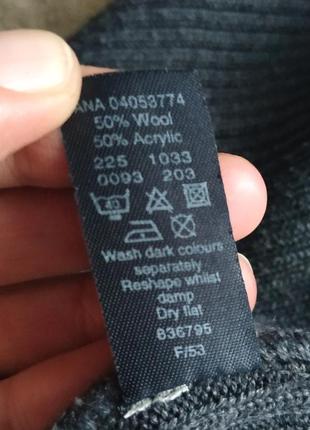 ANA 04053774
50% Wool
50% Acrylic
225 1033
0093 203
40
Wash dark colours
separately
Reshape whilst
damp
Dry flat
836795
F/53